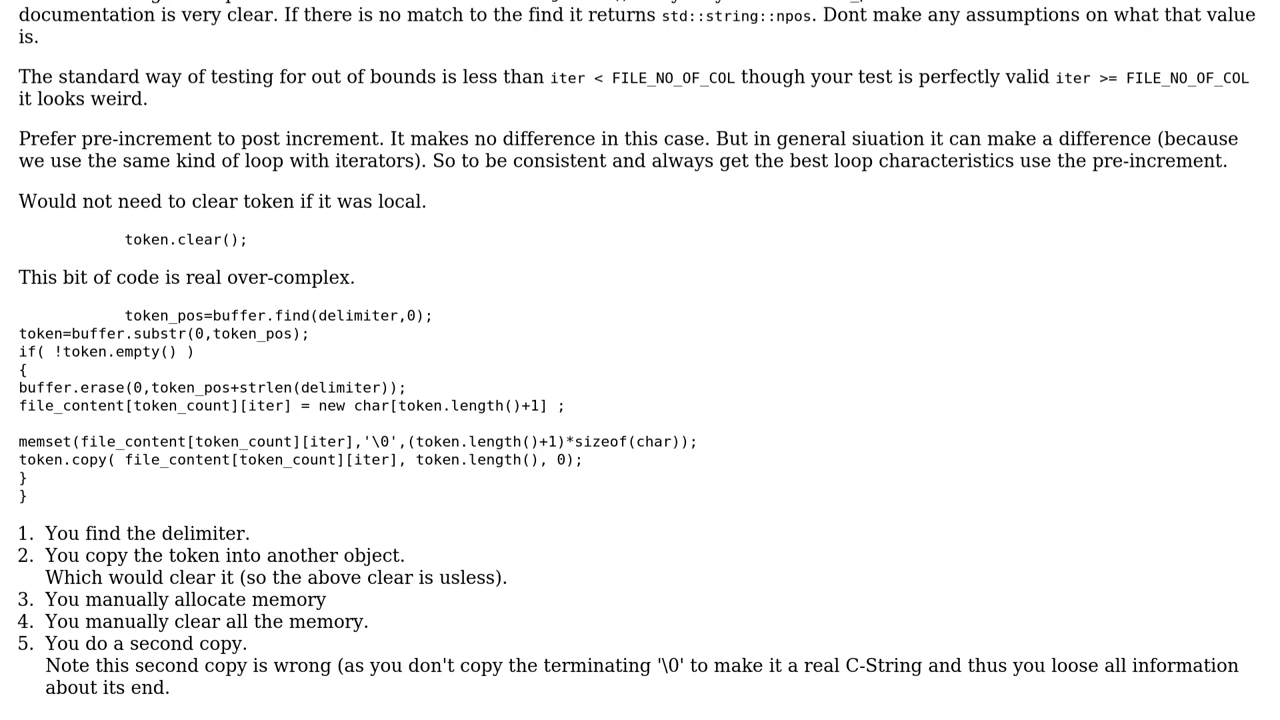 documentation is very clear. If there is no match to the find it returns std::string::npos. Dont make any assumptions on what that value
is.
The standard way of testing for out of bounds is less than iter < FILE_NO_OF_COL though your test is perfectly valid iter >= FILE_NO_OF_COL
it looks weird.
Prefer pre-increment to post increment. It makes no difference in this case. But in general siuation it can make a difference (because
we use the same kind of loop with iterators). So to be consistent and always get the best loop characteristics use the pre-increment.
Would not need to clear token if it was local.
token.clear();
This bit of code is real over-complex.
token_pos=buffer.find(delimiter,0);
token=buffer.substr(0,token_pos);
if( !token.empty() )
{
buffer.erase(0,token_pos+strlen(delimiter));
file_content[token_count][iter] = new char[token.length()+1] ;
memset(file_content[token_count][iter],'\0',(token.length()+1)*sizeof(char));
token.copy( file_content[token_count][iter], token.length(), 0);
}
}
1. You find the delimiter.
2. You copy the token into another object.
Which would clear it (so the above clear is usless).
3. You manually allocate memory
4. You manually clear all the memory.
5. You do a second copy.
Note this second copy is wrong (as you don't copy the terminating '\0' to make it a real C-String and thus you loose all information
about its end.